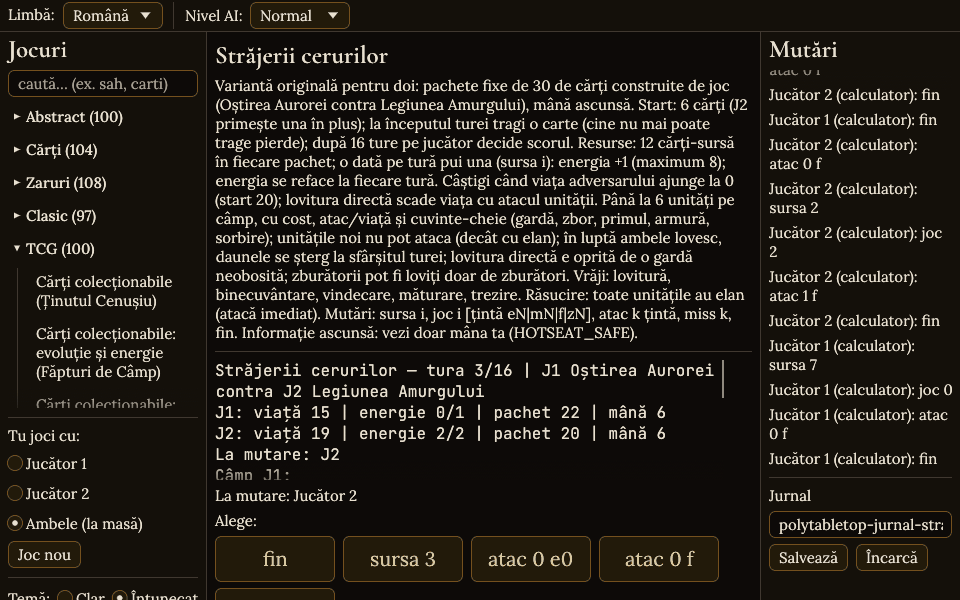 Limbă: Română ▼ Nivel AI: Normal ▼
Jocuri
caută... (ex. sah, carti)
▸ Abstract (100)
▸ Cărți (104)
▸ Zaruri (108)
▸ Clasic (97)
▾ TCG (100)
Cărți colecționabile
(Ținutul Cenușiu)
Cărți colecționabile:
evoluție și energie
(Făpturi de Câmp)
Cărți colecționabile:
Tu joci cu:
Jucător 1
Jucător 2
Ambele (la masă)
Joc nou
Temă: Clar Întunecat
Străjerii cerurilor
Variantă originală pentru doi: pachete fixe de 30 de cărți construite de joc
(Oștirea Aurorei contra Legiunea Amurgului), mână ascunsă. Start: 6 cărți (J2
primește una în plus); la începutul turei tragi o carte (cine nu mai poate
trage pierde); după 16 ture pe jucător decide scorul. Resurse: 12 cărți-sursă
în fiecare pachet; o dată pe tură pui una (sursa i): energia +1 (maximum 8);
energia se reface la fiecare tură. Câștigi când viața adversarului ajunge la 0
(start 20); lovitura directă scade viața cu atacul unității. Până la 6 unități pe
câmp, cu cost, atac/viață și cuvinte-cheie (gardă, zbor, primul, armură,
sorbire); unitățile noi nu pot ataca (decât cu elan); în luptă ambele lovesc,
daunele se șterg la sfârșitul turei; lovitura directă e oprită de o gardă
neobosită; zburătorii pot fi loviți doar de zburători. Vrăji: lovitură,
binecuvântare, vindecare, măturare, trezire. Răsucire: toate unitățile au elan
(atacă imediat). Mutări: sursa i, joc i [țintă eN|mN|f|zN], atac k țintă, miss k,
fin. Informație ascunsă: vezi doar mâna ta (HOTSEAT_SAFE).
Străjerii cerurilor — tura 3/16 | J1 Oștirea Aurorei
contra J2 Legiunea Amurgului
J1: viață 15 | energie 0/1 | pachet 22 | mână 6
J2: viață 19 | energie 2/2 | pachet 20 | mână 6
La mutare: J2
Câmp J1:
La mutare: Jucător 2
Alege:
fin sursa 3 atac 0 e0 atac 0 f
Mutări
atac 0 f
Jucător 2 (calculator): fin
Jucător 1 (calculator): fin
Jucător 2 (calculator):
atac 0 f
Jucător 2 (calculator):
sursa 2
Jucător 2 (calculator): joc
2
Jucător 2 (calculator):
atac 1 f
Jucător 2 (calculator): fin
Jucător 1 (calculator):
sursa 7
Jucător 1 (calculator): joc 0
Jucător 1 (calculator): atac
0 f
Jucător 1 (calculator): fin
Jurnal
polytabletop-jurnal-stra
Salvează Încarcă